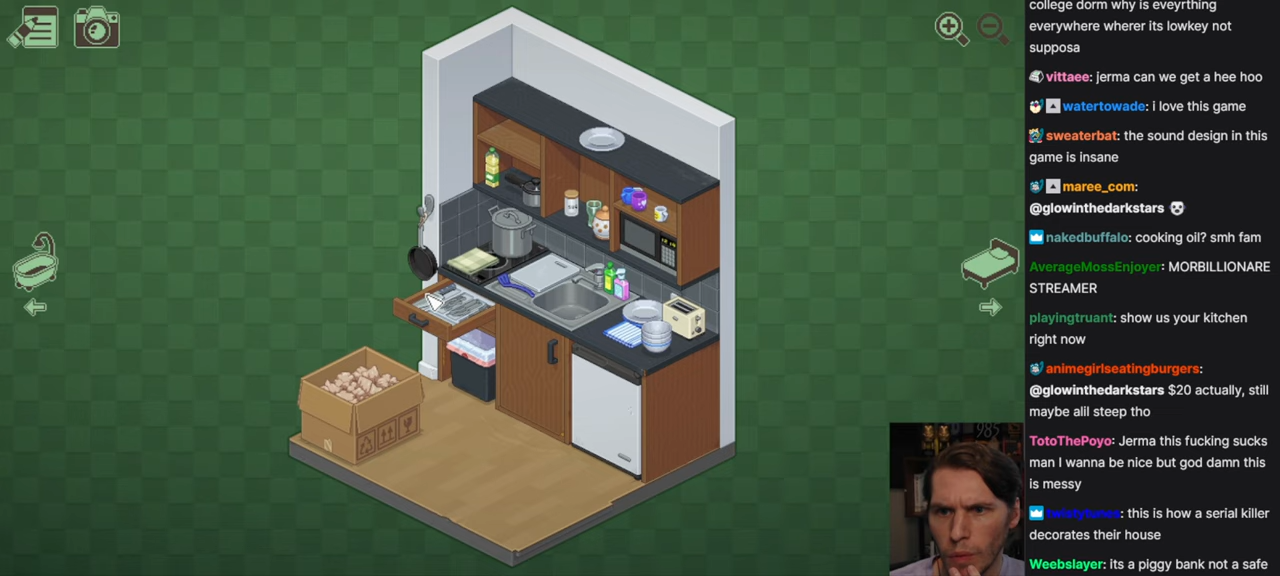 college dorm why is eveyrthing
everywhere wherer its lowkey not
supposa
vittaee: jerma can we get a hee hoo
watertowade: i love this game
sweaterbat: the sound design in this
game is insane
maree_com:
@glowinthedarkstars
nakedbuffalo: cooking oil? smh fam
AverageMossEnjoyer: MORBILLIONARE
STREAMER
playingtruant: show us your kitchen
right now
animegirlseatingburgers:
@glowinthedarkstars $20 actually, still
maybe alil steep tho
TotoThePoyo: Jerma this fucking sucks
man I wanna be nice but god damn this
is messy
: this is how a serial killer
decorates their house
Weebslayer: its a piggy bank not a safe
985